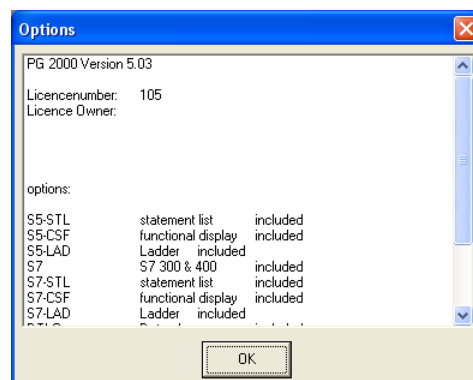 Options
PG 2000 Version 5.03
Licencenumber: 105
Licence Owner:
options:
S5-STL statement list included
S5-CSF functional display included
S5-LAD Ladder included
S7 S7 300 & 400 included
S7-STL statement list included
S7-CSF functional display included
S7-LAD Ladder included
OK